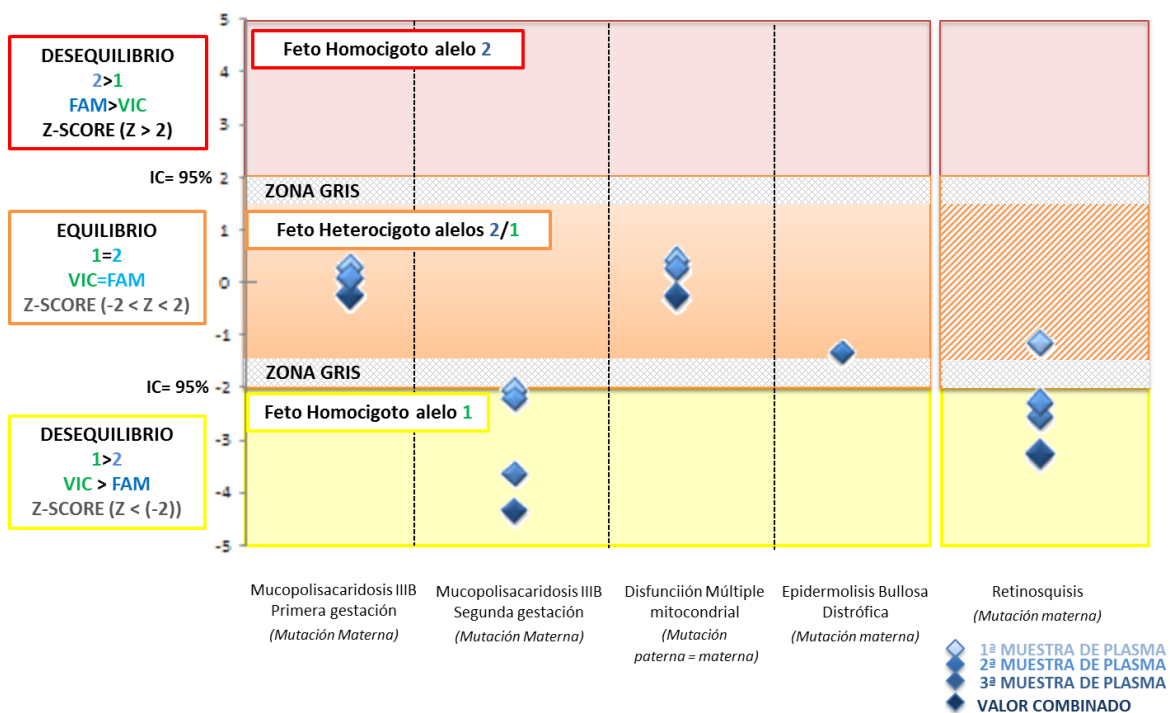 DESEQUILIBRIO
2>1
FAM>VIC
Z-SCORE (Z > 2)
IC= 95%
EQUILIBRIO
1=2
VIC=FAM
Z-SCORE (-2 < Z < 2)
IC= 95%
DESEQUILIBRIO
1>2
VIC > FAM
Z-SCORE (Z < (-2))
5
4
3
2
1
0
-1
-2
-3
-4
-5
Feto Homocigoto alelo 2
ZONA GRIS
Feto Heterocigoto alelos 2/1
ZONA GRIS
Feto Homocigoto alelo 1
Mucopolisacaridosis IIIB
Primera gestación
(Mutación Materna)
Mucopolisacaridosis IIIB
Segunda gestación
(Mutación Materna)
Disfunciión Múltiple
mitocondrial
(Mutación
paterna = materna)
Epidermolisis Bullosa
Distrófica
(Mutación materna)
Retinosquisis
(Mutación materna)
1ª MUESTRA DE PLASMA
2ª MUESTRA DE PLASMA
3ª MUESTRA DE PLASMA
VALOR COMBINADO